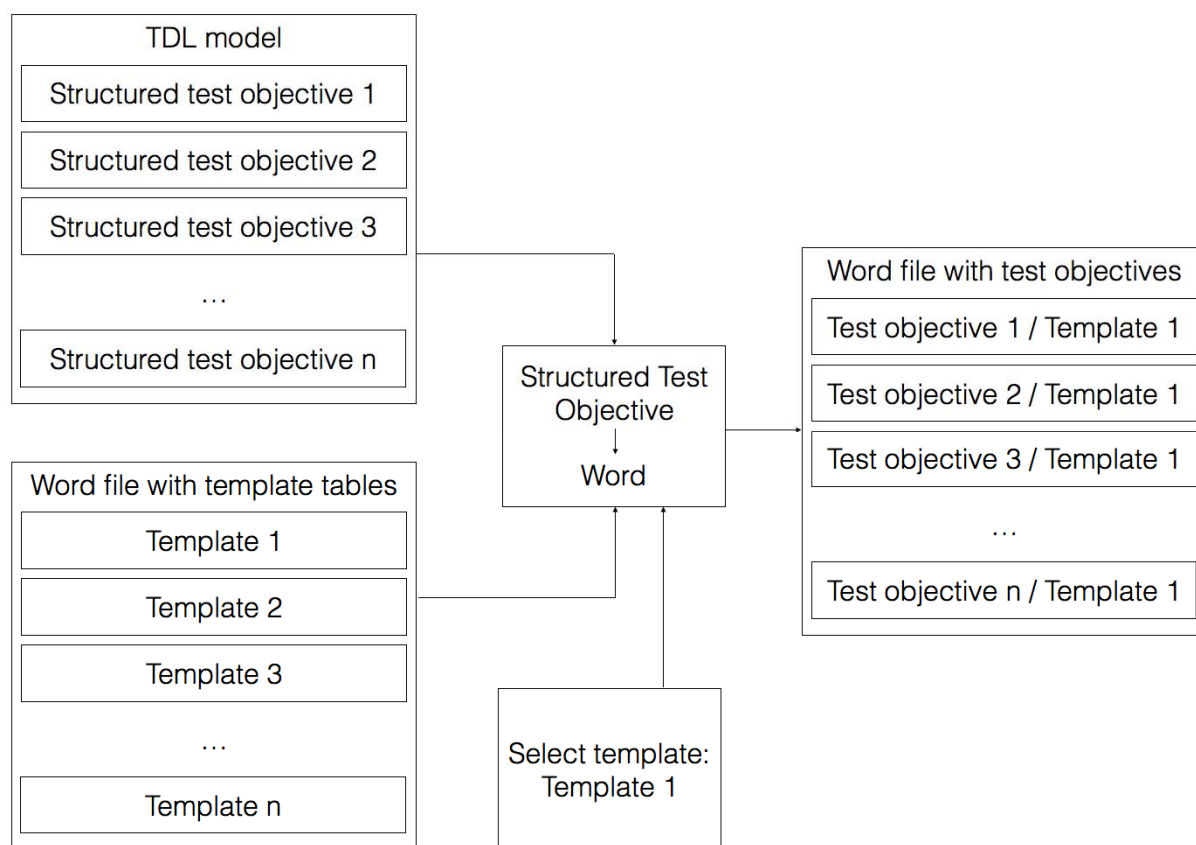 TDL model
Structured test objective 1
Structured test objective 2
Structured test objective 3
...
Structured test objective n
Word file with template tables
Template 1
Template 2
Template 3
...
Template n
Structured Test
Objective
Word
Select template:
Template 1
Word file with test objectives
Test objective 1 / Template 1
Test objective 2 / Template 1
Test objective 3 / Template 1
...
Test objective n / Template 1